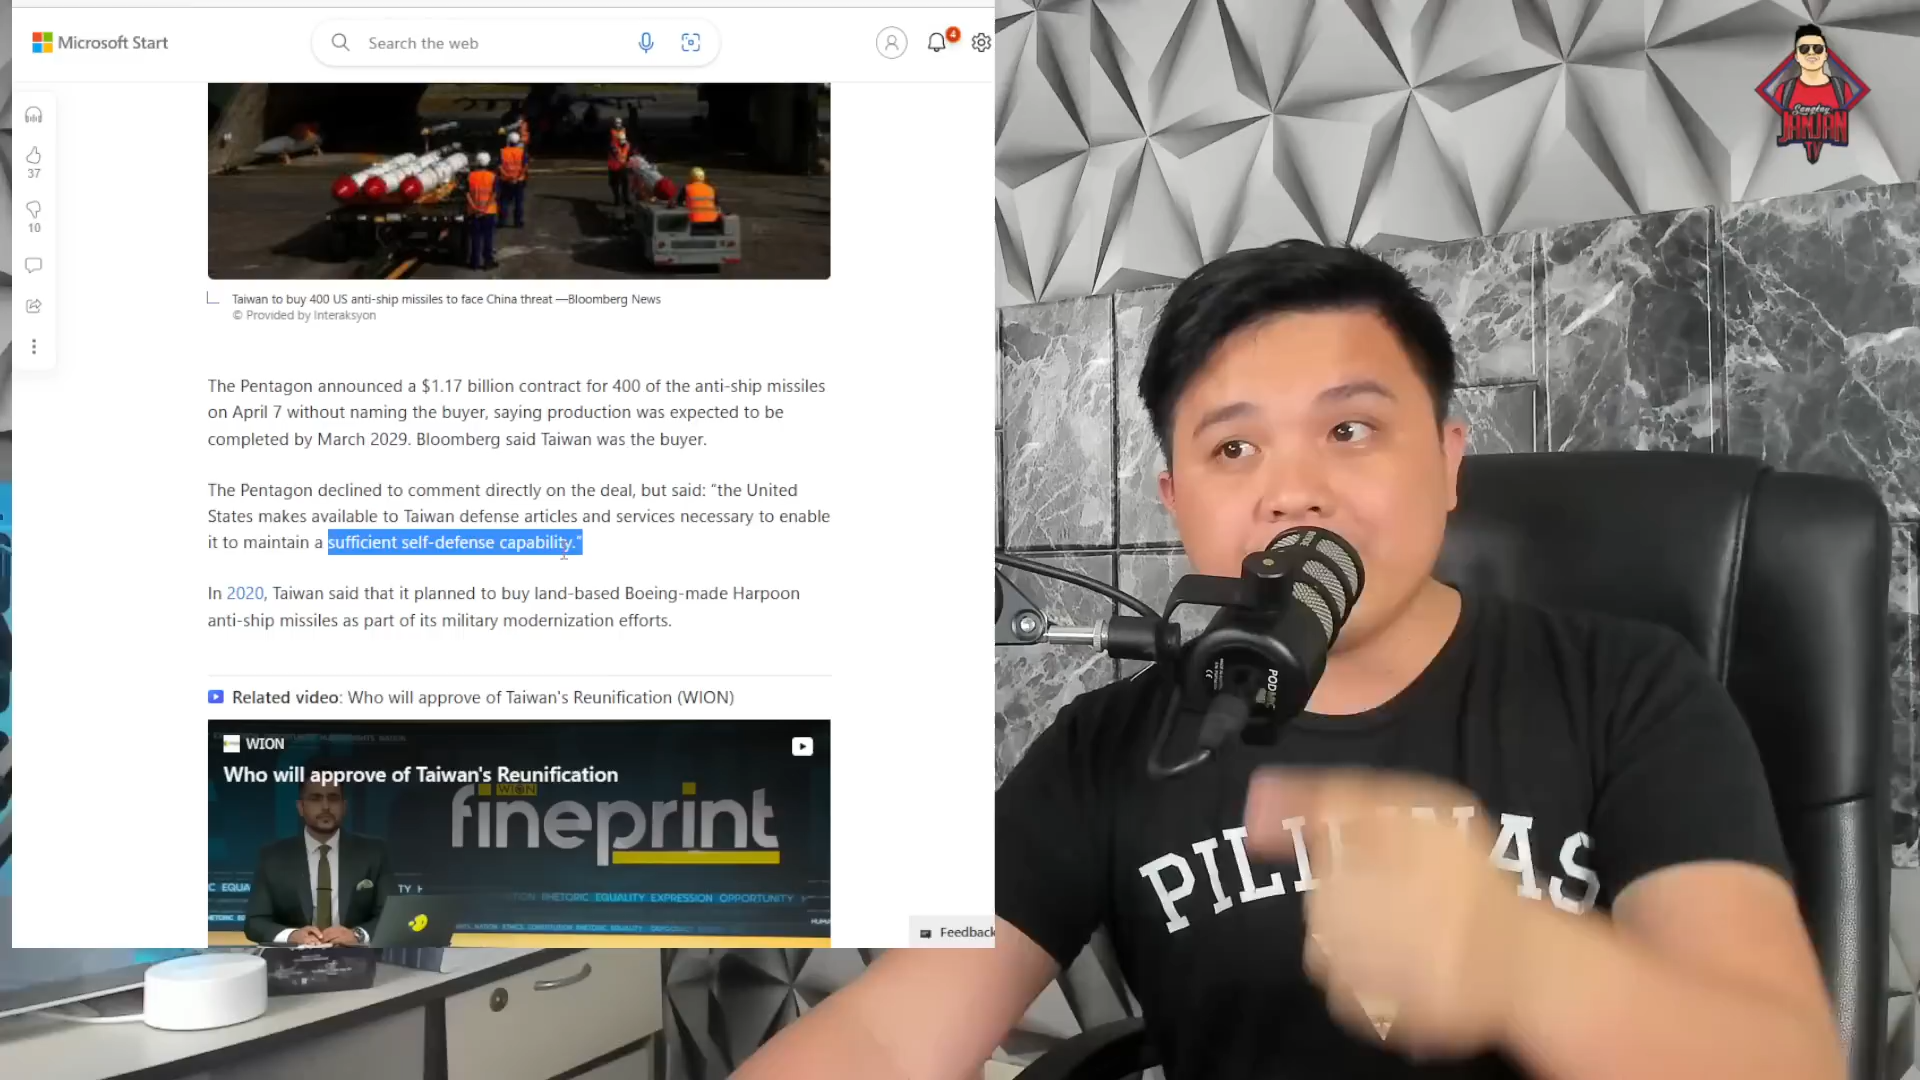 Microsoft Start
Search the web
4
37
10
Taiwan to buy 400 US anti-ship missiles to face China threat —Bloomberg News
© Provided by Interaksyon
The Pentagon announced a $1.17 billion contract for 400 of the anti-ship missiles
on April 7 without naming the buyer, saying production was expected to be
completed by March 2029. Bloomberg said Taiwan was the buyer.
The Pentagon declined to comment directly on the deal, but said: “the United
States makes available to Taiwan defense articles and services necessary to enable
it to maintain a sufficient self-defense capability.”
In 2020, Taiwan said that it planned to buy land-based Boeing-made Harpoon
anti-ship missiles as part of its military modernization efforts.
Related video: Who will approve of Taiwan's Reunification (WION)
WION
Who will approve of Taiwan's Reunification
WION
fineprint
RHETORIC EQUALITY EXPRESSION OPPORTUNITY
Feedback
Sangkay
JANJAN
TV
PODMIC
PILIPINAS